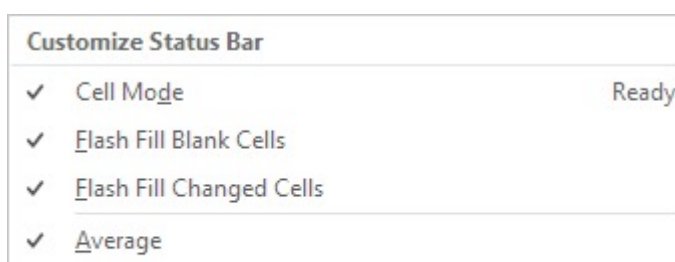 Customize Status Bar
Cell Mode Ready
Flash Fill Blank Cells
Flash Fill Changed Cells
Average